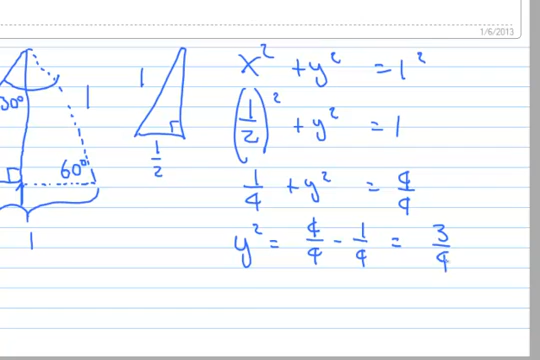 1/6/2013
x² + y² = 1²
30° 1 1
(1/2)² + y² = 1
60° 1/2
1/4 + y² = 4/4
1
y² = 4/4 - 1/4 = 3/4